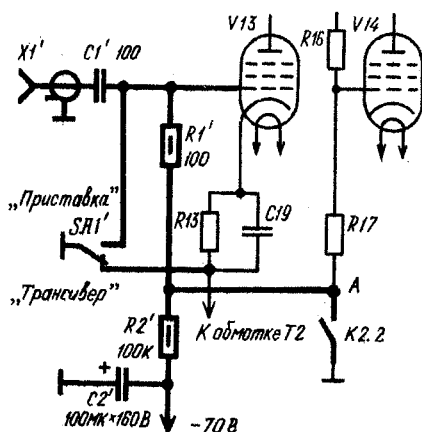 V13
V14
X1'
C1' 100
R16
R1'
100
„Приставка"
SA1'
R13
C19
R17
„Трансивер"
A
R2'
100к
К обмотке T2
K2.2
+
C2'
100мк×160В
-70В